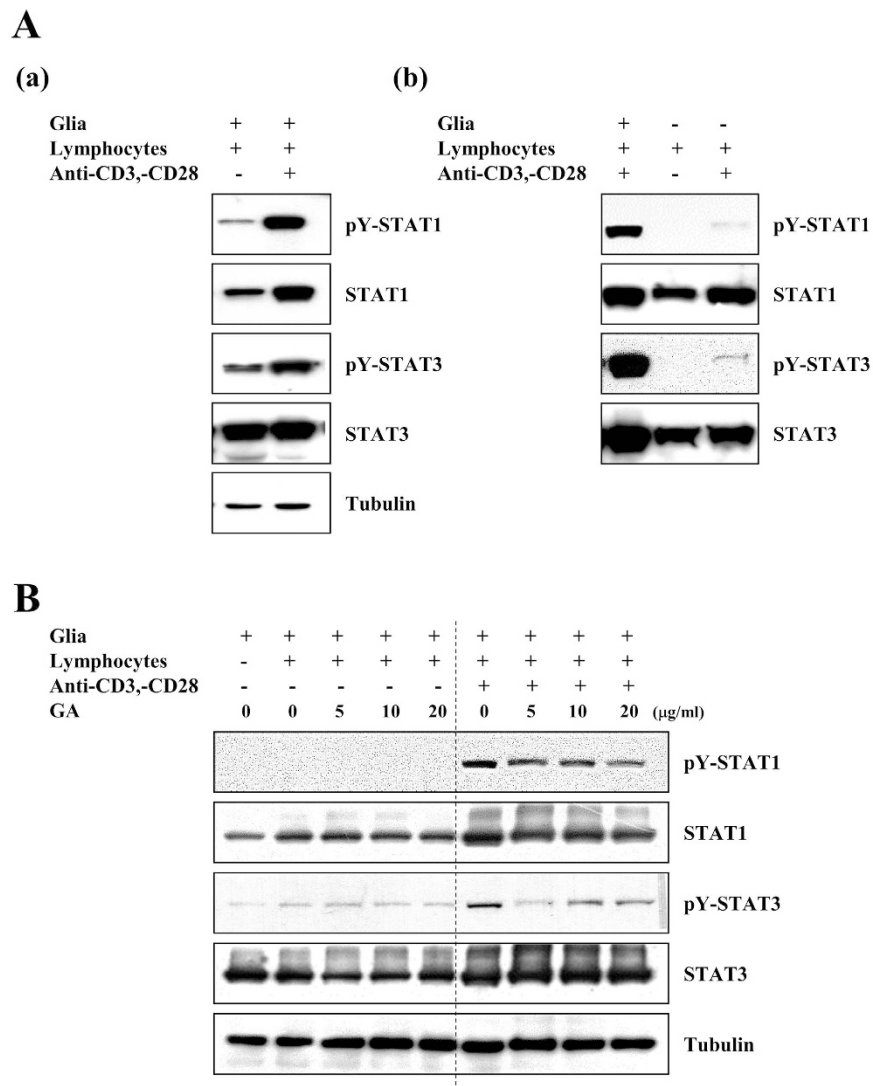 A
(a)
Glia + +
Lymphocytes + +
Anti-CD3,-CD28 - +
pY-STAT1
STAT1
pY-STAT3
STAT3
Tubulin
(b)
Glia + - -
Lymphocytes + + +
Anti-CD3,-CD28 + - +
pY-STAT1
STAT1
pY-STAT3
STAT3
B
Glia + + + + + + + + +
Lymphocytes - + + + + + + + +
Anti-CD3,-CD28 - - - - - + + + +
GA 0 0 5 10 20 0 5 10 20 (μg/ml)
pY-STAT1
STAT1
pY-STAT3
STAT3
Tubulin